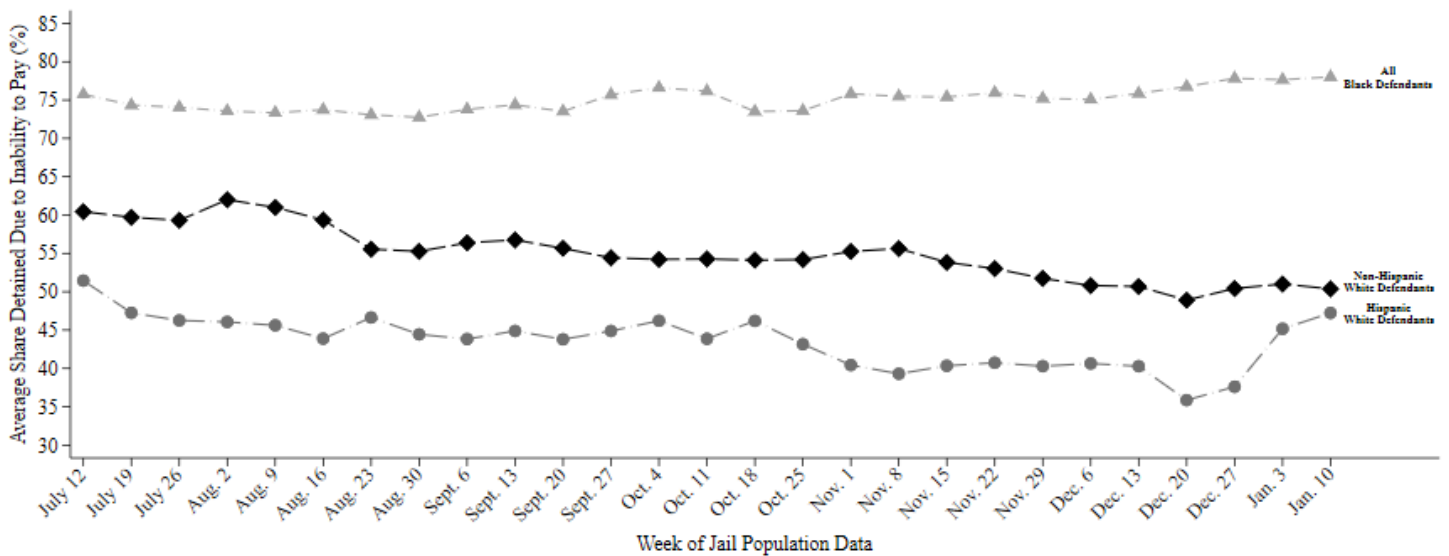 Average Share Detained Due to Inability to Pay (%)
85
80
75
70
65
60
55
50
45
40
35
30
All
Black Defendants
Non-Hispanic
White Defendants
Hispanic
White Defendants
July 12
July 19
July 26
Aug. 2
Aug. 9
Aug. 16
Aug. 23
Aug. 30
Sept. 6
Sept. 13
Sept. 20
Sept. 27
Oct. 4
Oct. 11
Oct. 18
Oct. 25
Nov. 1
Nov. 8
Nov. 15
Nov. 22
Nov. 29
Dec. 6
Dec. 13
Dec. 20
Dec. 27
Jan. 3
Jan. 10
Week of Jail Population Data